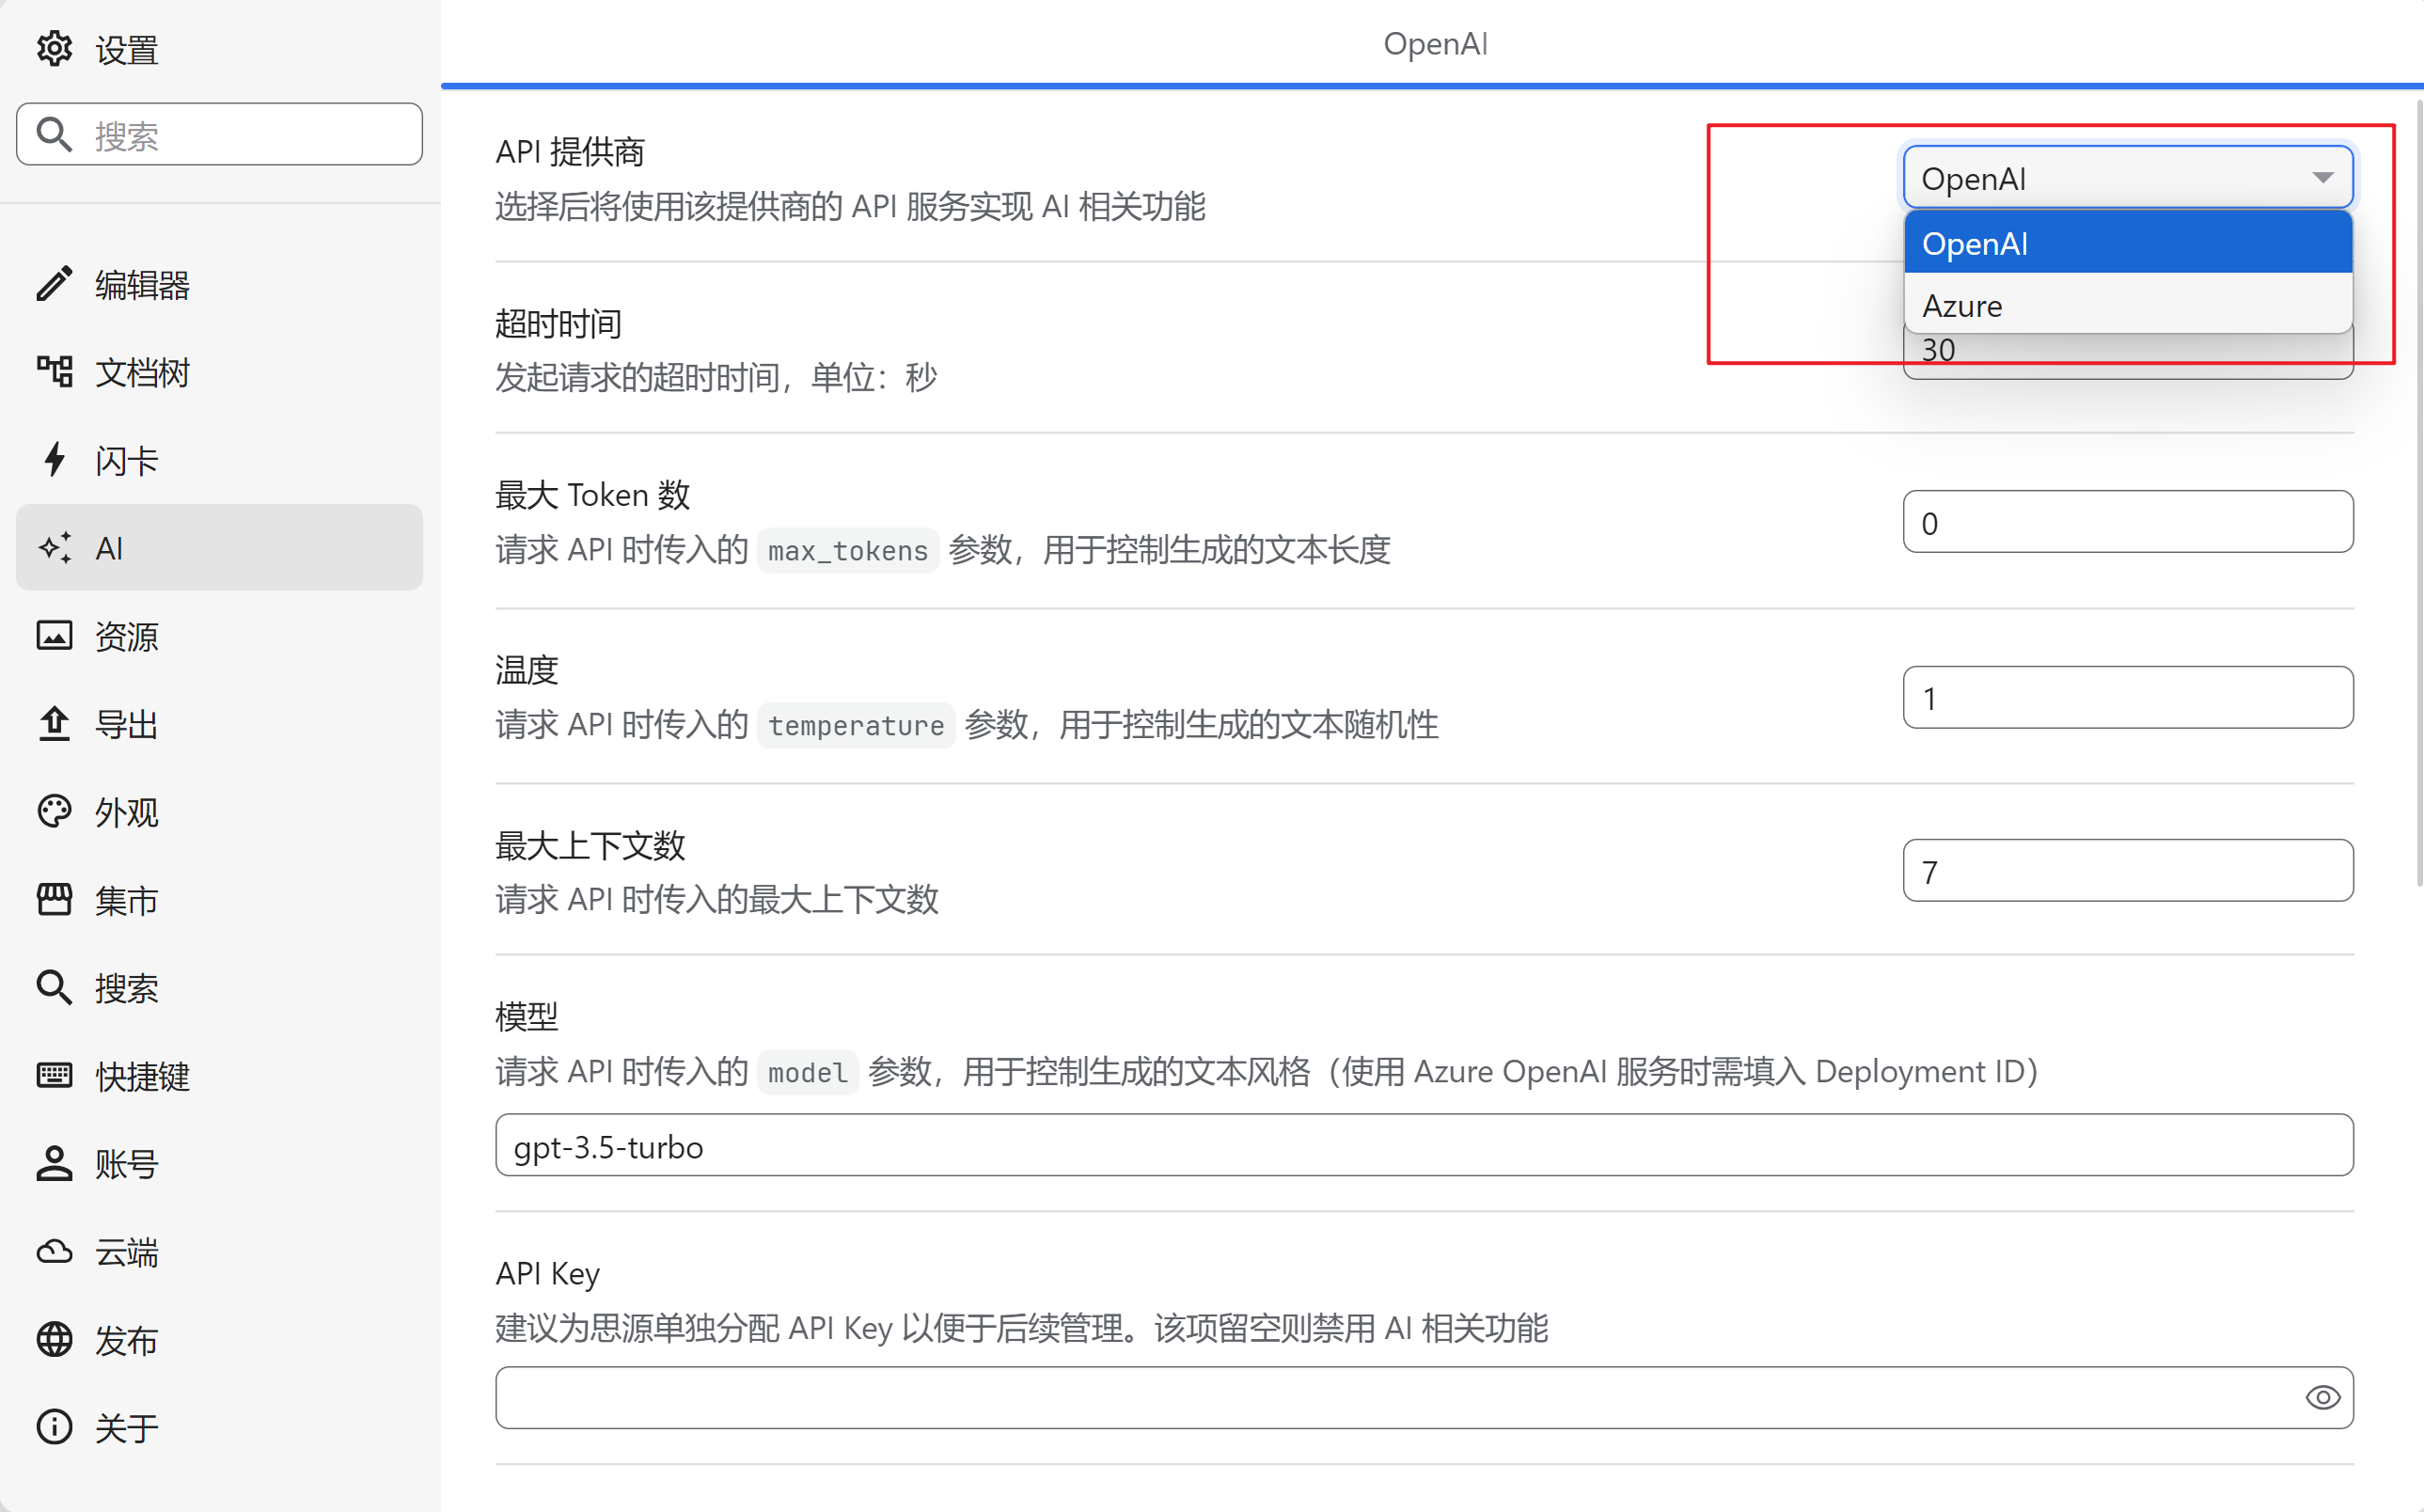 设置
搜索
编辑器
文档树
闪卡
AI
资源
导出
外观
集市
搜索
快捷键
账号
云端
发布
关于
OpenAI
API 提供商
选择后将使用该提供商的 API 服务实现 AI 相关功能
OpenAI
OpenAI
Azure
超时时间
发起请求的超时时间，单位：秒
30
最大 Token 数
请求 API 时传入的 max_tokens 参数，用于控制生成的文本长度
0
温度
请求 API 时传入的 temperature 参数，用于控制生成的文本随机性
1
最大上下文数
请求 API 时传入的最大上下文数
7
模型
请求 API 时传入的 model 参数，用于控制生成的文本风格（使用 Azure OpenAI 服务时需填入 Deployment ID）
gpt-3.5-turbo
API Key
建议为思源单独分配 API Key 以便于后续管理。该项留空则禁用 AI 相关功能